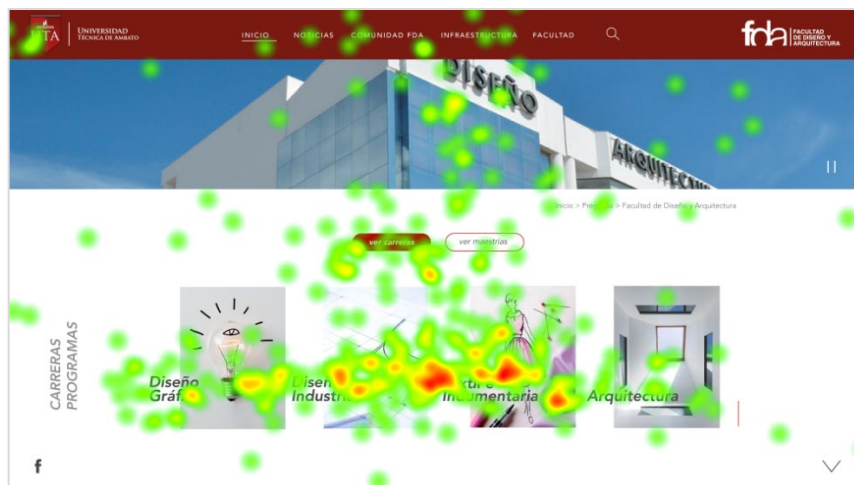 UNIVERSIDAD
TÉCNICA DE AMBATO
INICIO
NOTICIAS
COMUNIDAD FDA
INFRAESTRUCTURA
FACULTAD
fda
FACULTAD
DE DISEÑO Y
ARQUITECTURA
DISEÑO
Inicio > > Facultad de Diseño y Arquitectura
ver carreras
ver maestrías
CARRERAS
PROGRAMAS
Diseño
Industrial
Indumentaria
Arquitectura
f